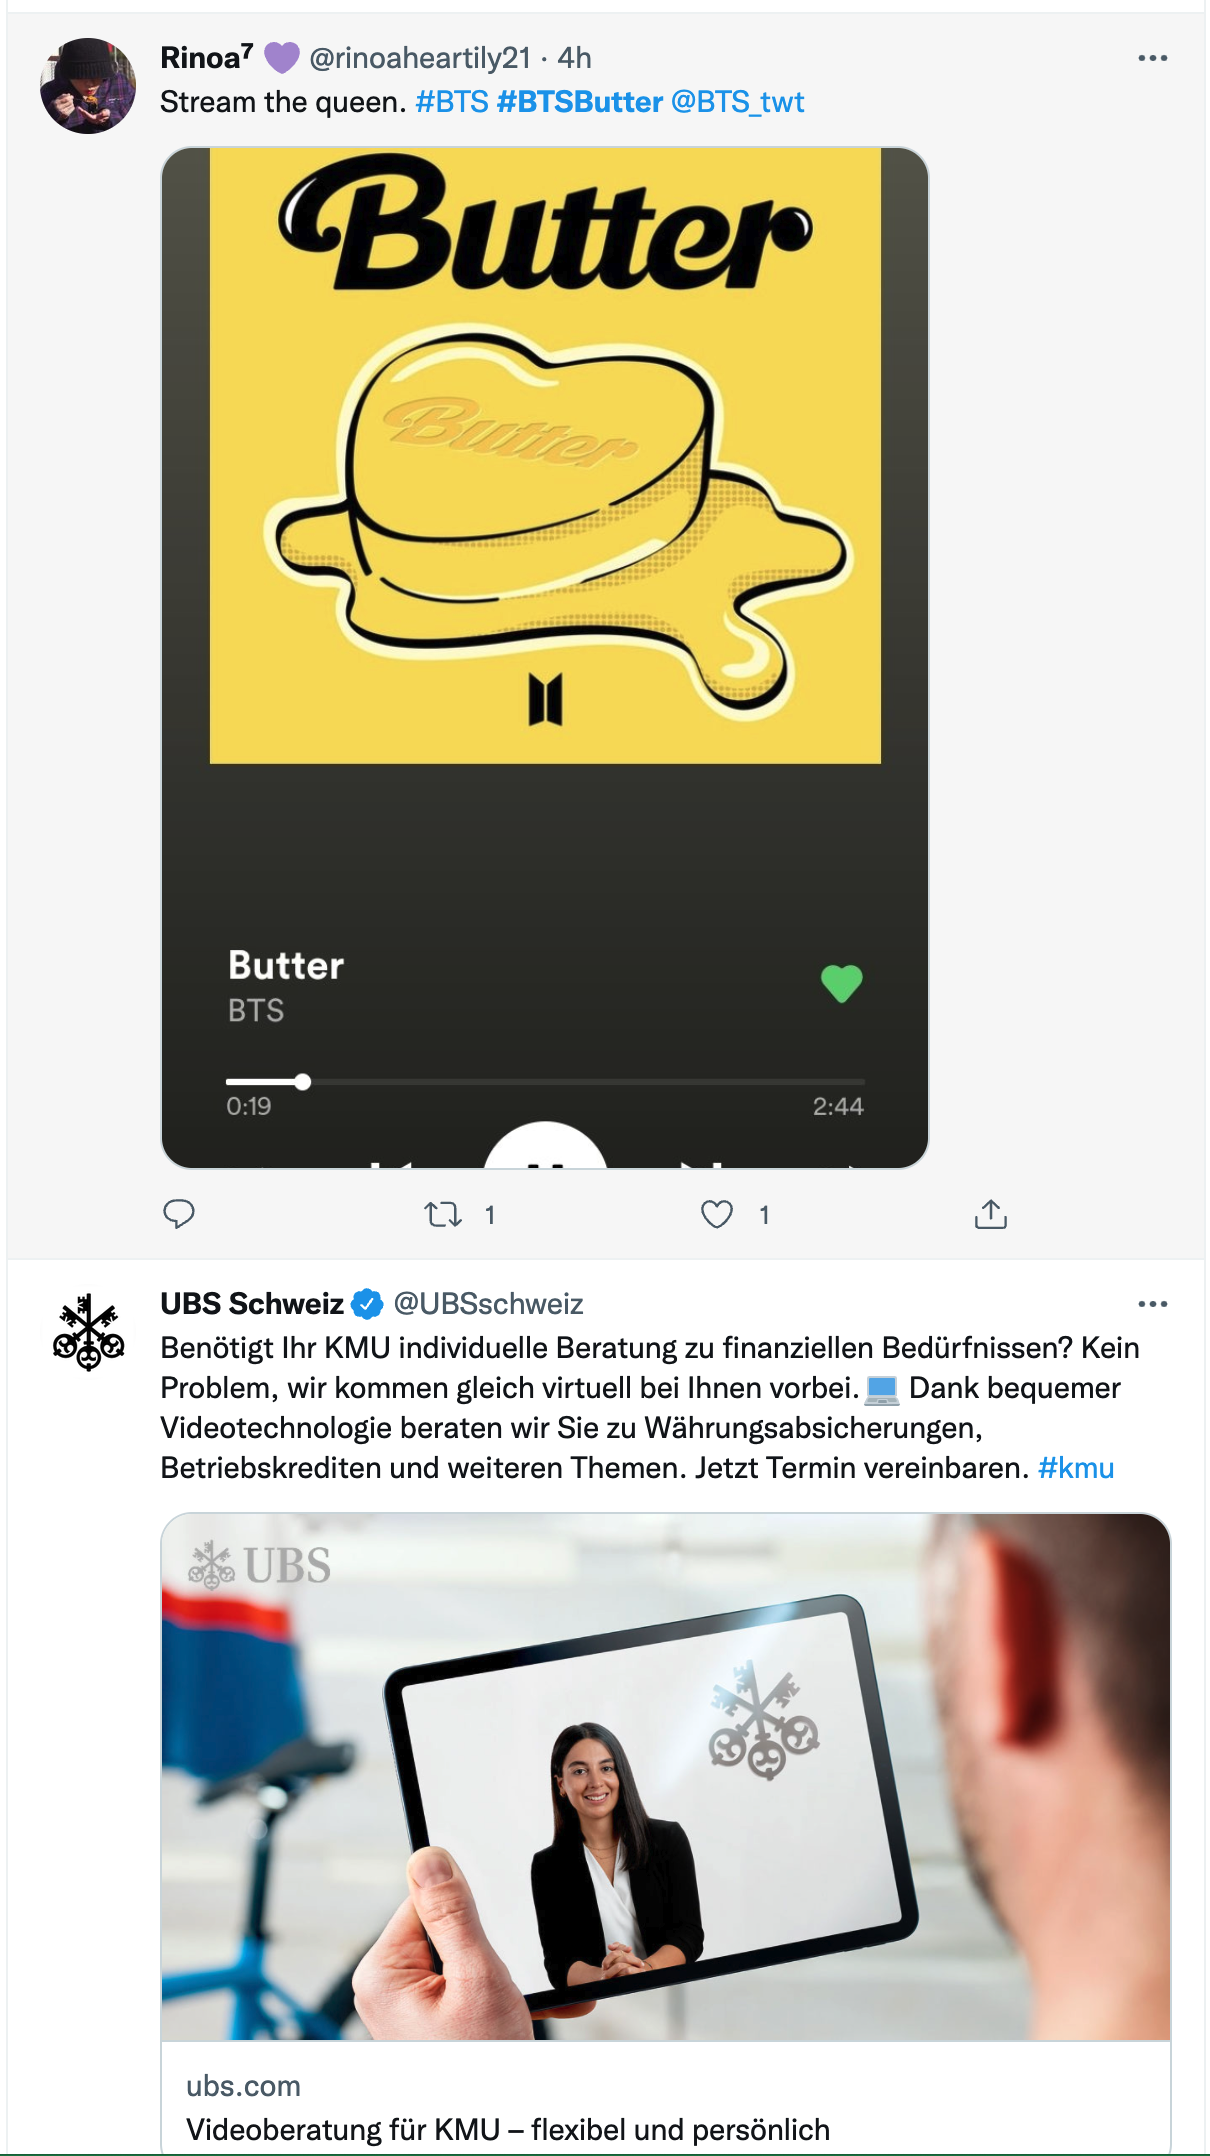 Rinoa⁷ 💜 @rinoaheartily21 · 4h
Stream the queen. #BTS #BTSButter @BTS_twt
Butter
Butter
Butter
BTS
0:19 2:44
1 1
UBS Schweiz @UBSschweiz
Benötigt Ihr KMU individuelle Beratung zu finanziellen Bedürfnissen? Kein
Problem, wir kommen gleich virtuell bei Ihnen vorbei.💻 Dank bequemer
Videotechnologie beraten wir Sie zu Währungsabsicherungen,
Betriebskrediten und weiteren Themen. Jetzt Termin vereinbaren. #kmu
UBS
ubs.com
Videoberatung für KMU – flexibel und persönlich